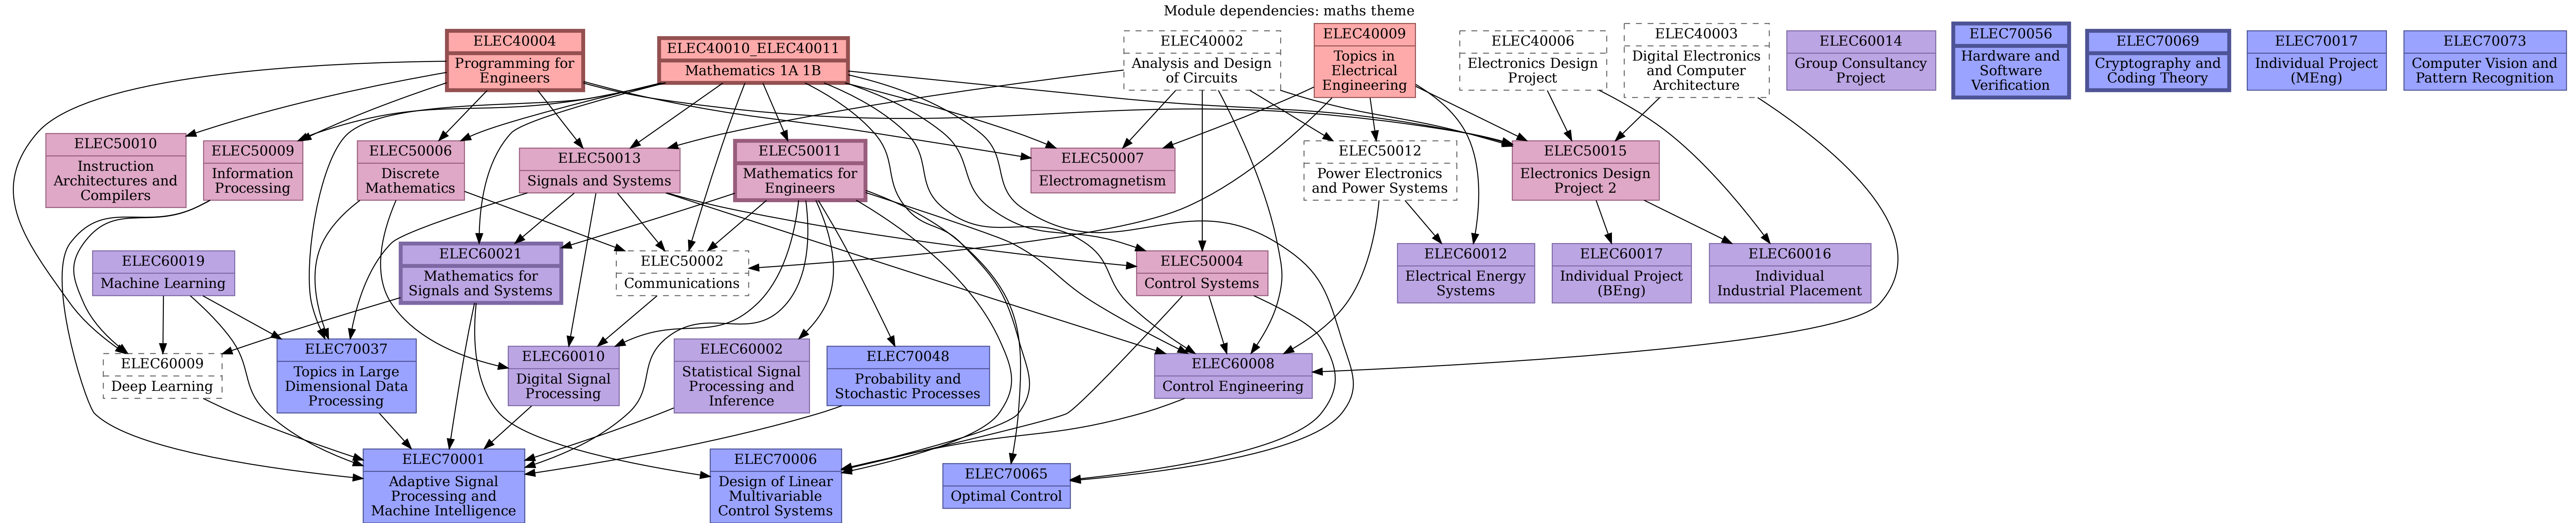 Module dependencies: maths theme
ELEC40004
Programming for
Engineers
ELEC40010_ELEC40011
Mathematics 1A 1B
ELEC40002
Analysis and Design
of Circuits
ELEC40009
Topics in
Electrical
Engineering
ELEC40006
Electronics Design
Project
ELEC40003
Digital Electronics
and Computer
Architecture
ELEC60014
Group Consultancy
Project
ELEC70056
Hardware and
Software
Verification
ELEC70069
Cryptography and
Coding Theory
ELEC70017
Individual Project
(MEng)
ELEC70073
Computer Vision and
Pattern Recognition
ELEC50010
Instruction
Architectures and
Compilers
ELEC50009
Information
Processing
ELEC50006
Discrete
Mathematics
ELEC50013
Signals and Systems
ELEC50011
Mathematics for
Engineers
ELEC50007
Electromagnetism
ELEC50012
Power Electronics
and Power Systems
ELEC50015
Electronics Design
Project 2
ELEC60019
Machine Learning
ELEC60021
Mathematics for
Signals and Systems
ELEC50002
Communications
ELEC50004
Control Systems
ELEC60012
Electrical Energy
Systems
ELEC60017
Individual Project
(BEng)
ELEC60016
Individual
Industrial Placement
ELEC60009
Deep Learning
ELEC70037
Topics in Large
Dimensional Data
Processing
ELEC60010
Digital Signal
Processing
ELEC60002
Statistical Signal
Processing and
Inference
ELEC70048
Probability and
Stochastic Processes
ELEC60008
Control Engineering
ELEC70001
Adaptive Signal
Processing and
Machine Intelligence
ELEC70006
Design of Linear
Multivariable
Control Systems
ELEC70065
Optimal Control